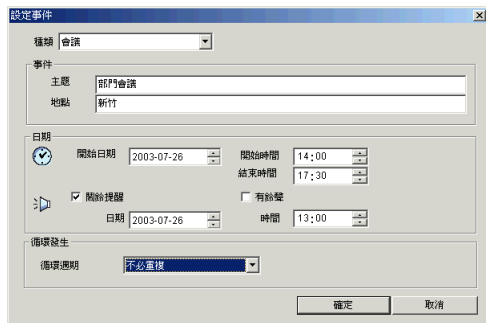 設定事件
種類 會議
事件
主題 部門會議
地點 新竹
日期
開始日期 2003-07-26 開始時間 14:00
結束時間 17:30
鬧鈴提醒 有鈴聲
日期 2003-07-26 時間 13:00
循環發生
循環週期 不必重複
確定 取消